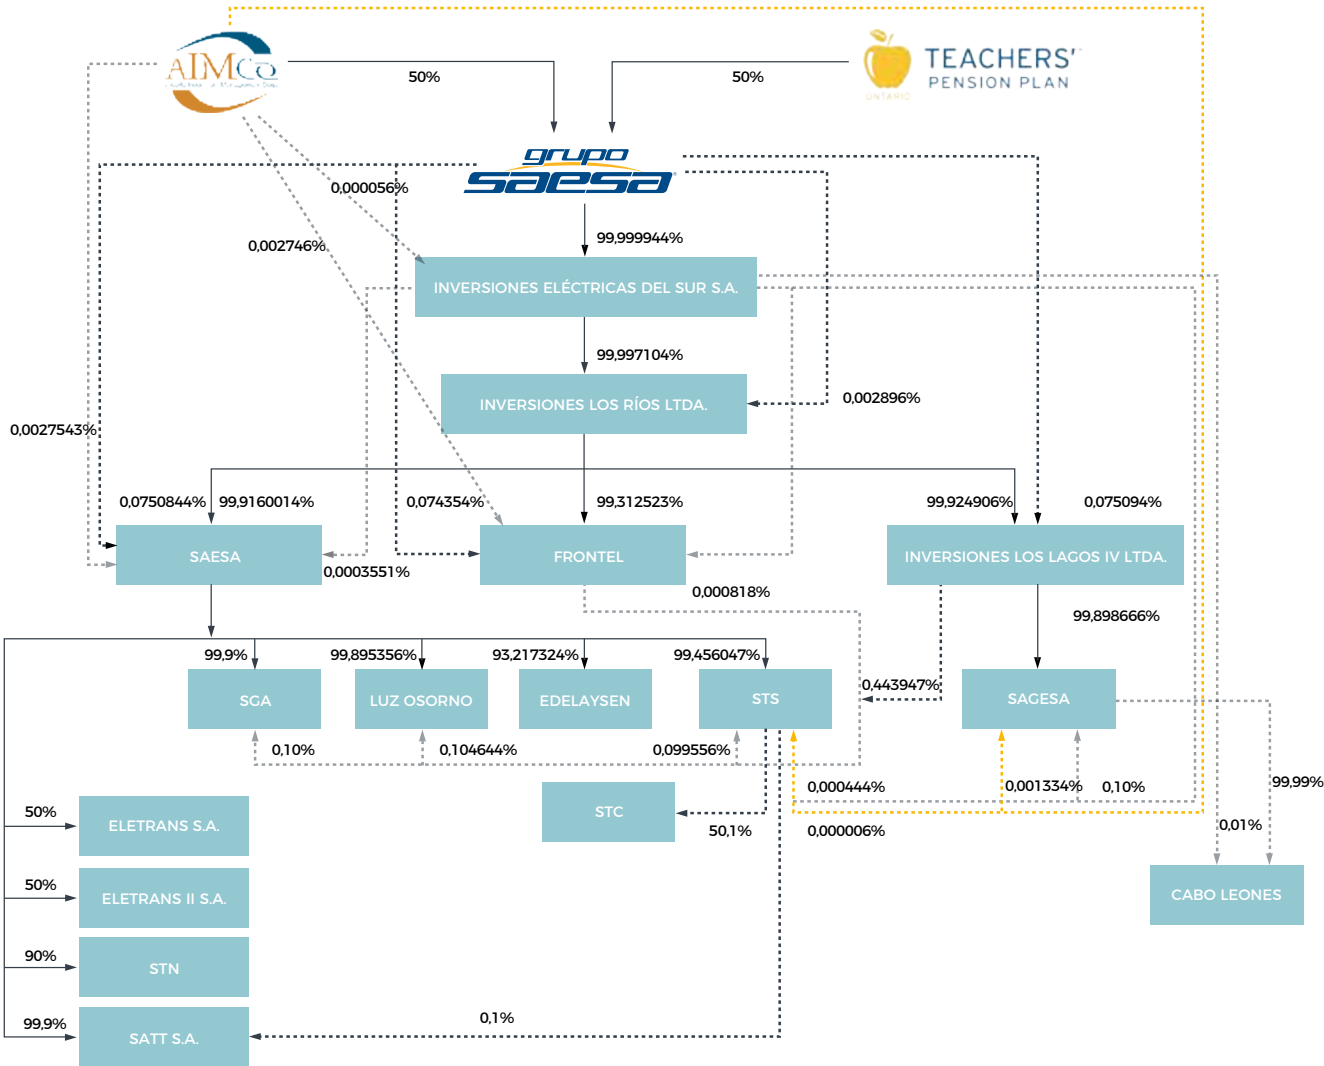 AIMCo
50%
50%
TEACHERS'
PENSION PLAN
ONTARIO
grupo
saesa
0,000056%
0,002746%
99,999944%
INVERSIONES ELÉCTRICAS DEL SUR S.A.
99,997104%
INVERSIONES LOS RÍOS LTDA.
0,002896%
0,0027543%
0,0750844%
99,9160014%
0,074354%
99,312523%
99,924906%
0,075094%
SAESA
FRONTEL
INVERSIONES LOS LAGOS IV LTDA.
0,0003551%
0,000818%
99,898666%
99,9%
99,895356%
93,217324%
99,456047%
0,443947%
SGA
LUZ OSORNO
EDELAYSEN
STS
SAGESA
0,10%
0,104644%
0,099556%
0,000444%
0,001334%
0,10%
99,99%
50%
ELETRANS S.A.
STC
50,1%
0,000006%
0,01%
50%
ELETRANS II S.A.
CABO LEONES
90%
STN
99,9%
SATT S.A.
0,1%